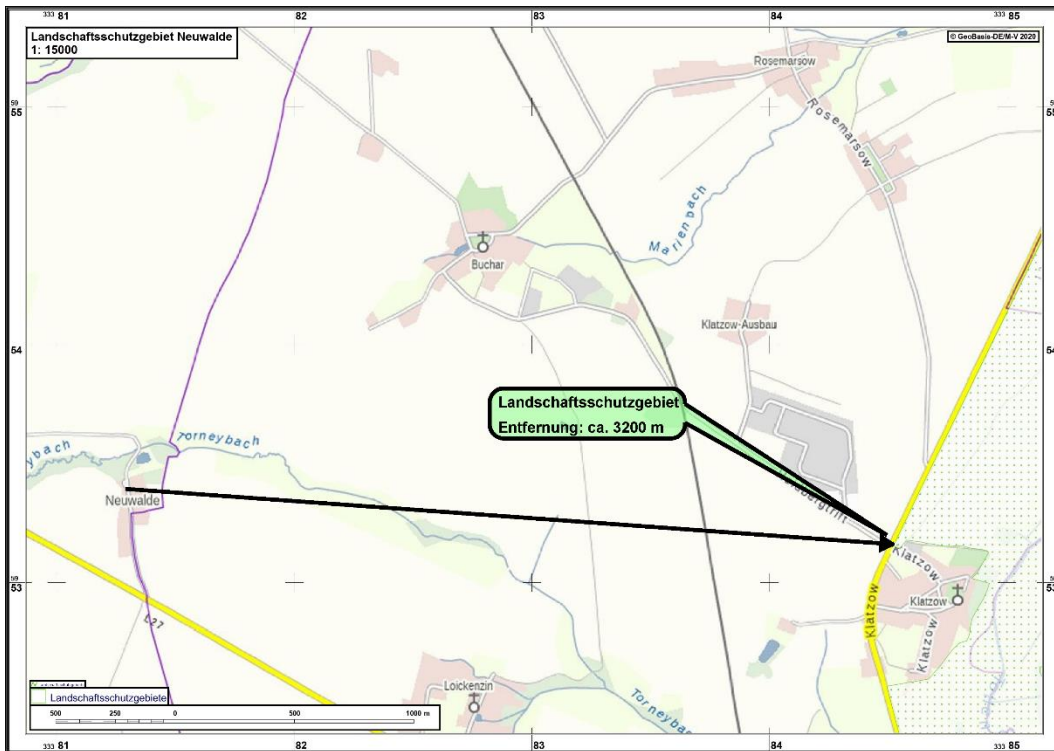 333 81
82
83
84
333 85
Landschaftsschutzgebiet Neuwalde
1: 15000
© GeoBasis-DE/M-V 2020
59
55
55
Rosemarsow
Rosemarsow
Marienbach
Buchar
Klatzow-Ausbau
54
54
Landschaftsschutzgebiet
Entfernung: ca. 3200 m
Torneybach
eybach
Neuwalde
Klatzow
59
53
53
Klatzow
Klatzow
Klatzow
L27
Loickenzin
Torneybach
Landschaftsschutzgebiete
500 250 0 500 1000 m
333 81
82
83
84
333 85